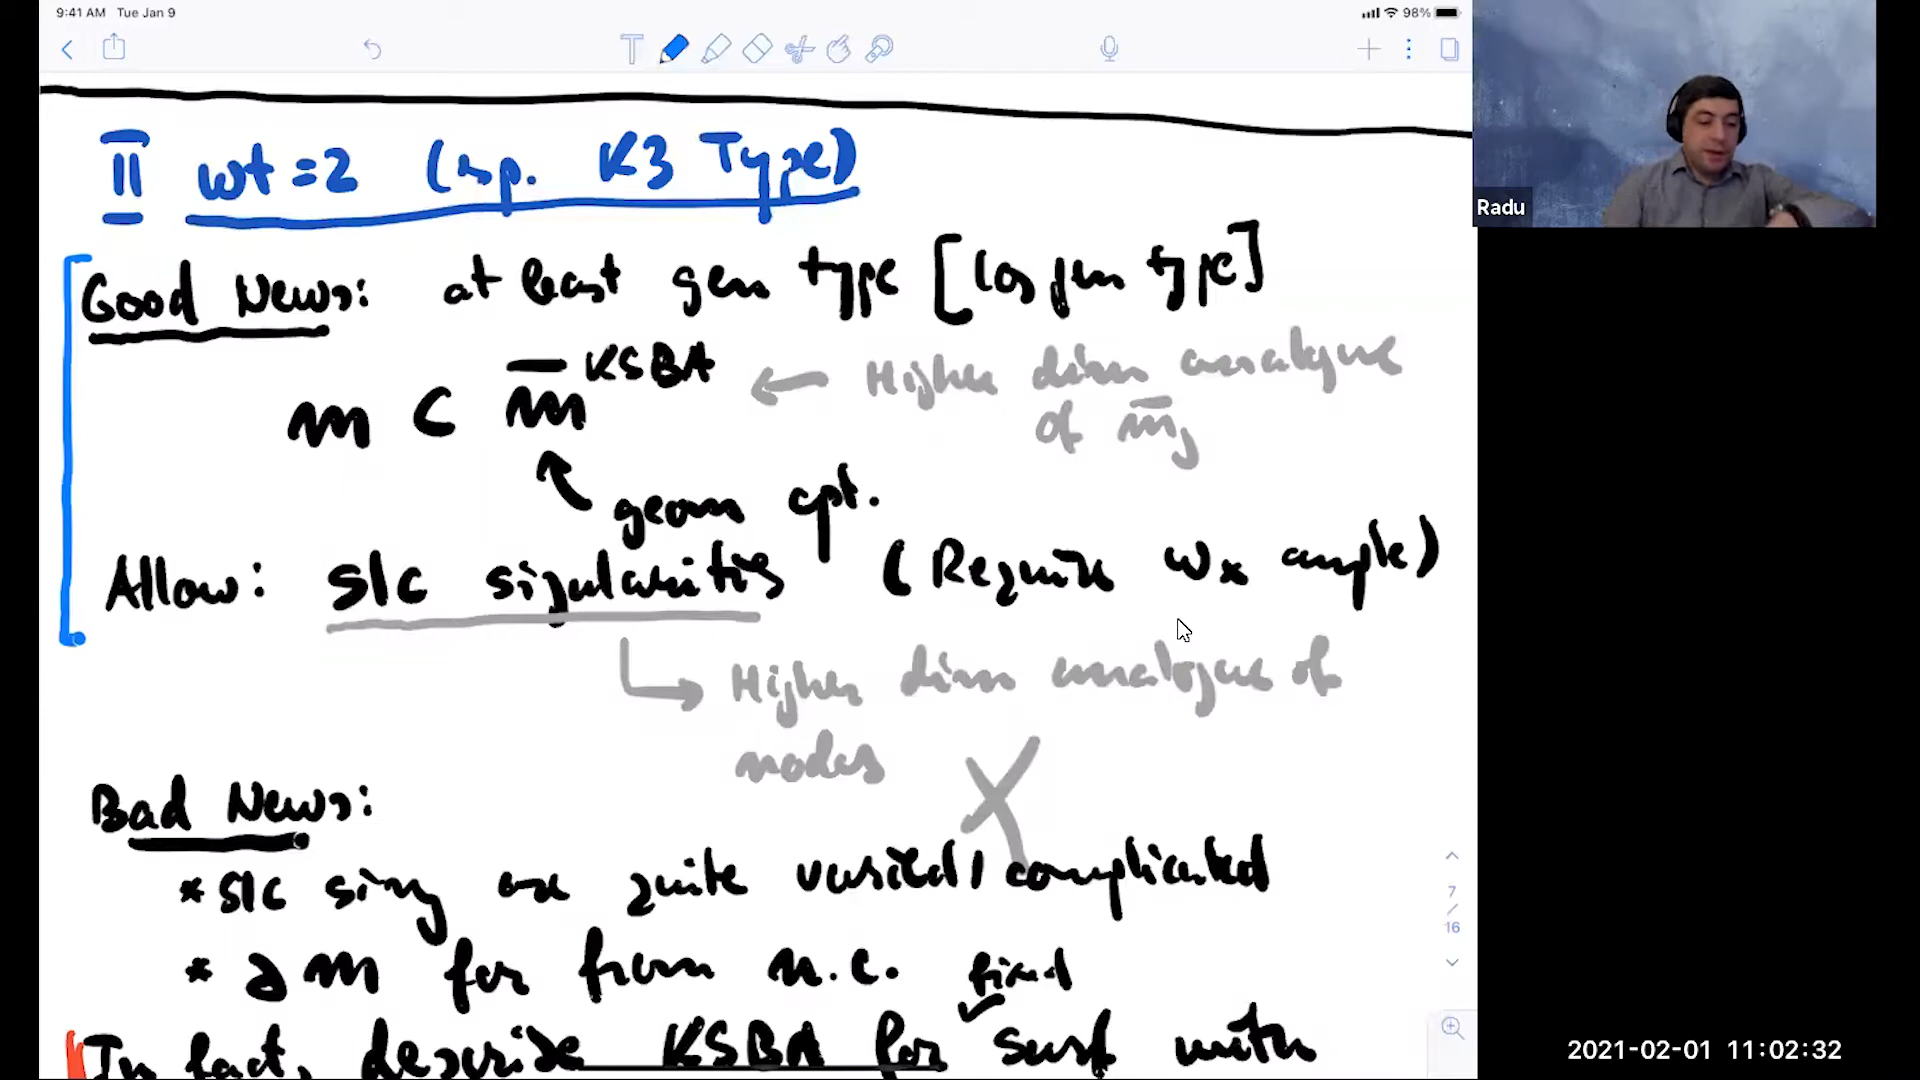 9:41 AM Tue Jan 9
98%
II wt=2 (esp. K3 Type)
Good News: at least gen type [log gen type]
m ⊂ m̅ KSBA ← Higher dim analogue
of m̅g
geom cpt.
Allow: slc singularities (Require ωx ample)
Higher dim analogue of
nodes
Bad News:
* slc sing are quite varied / complicated
* ∂m far from n.c.
fixed
In fact, describe KSBA for surf with
7
/
16
Radu
2021-02-01 11:02:32